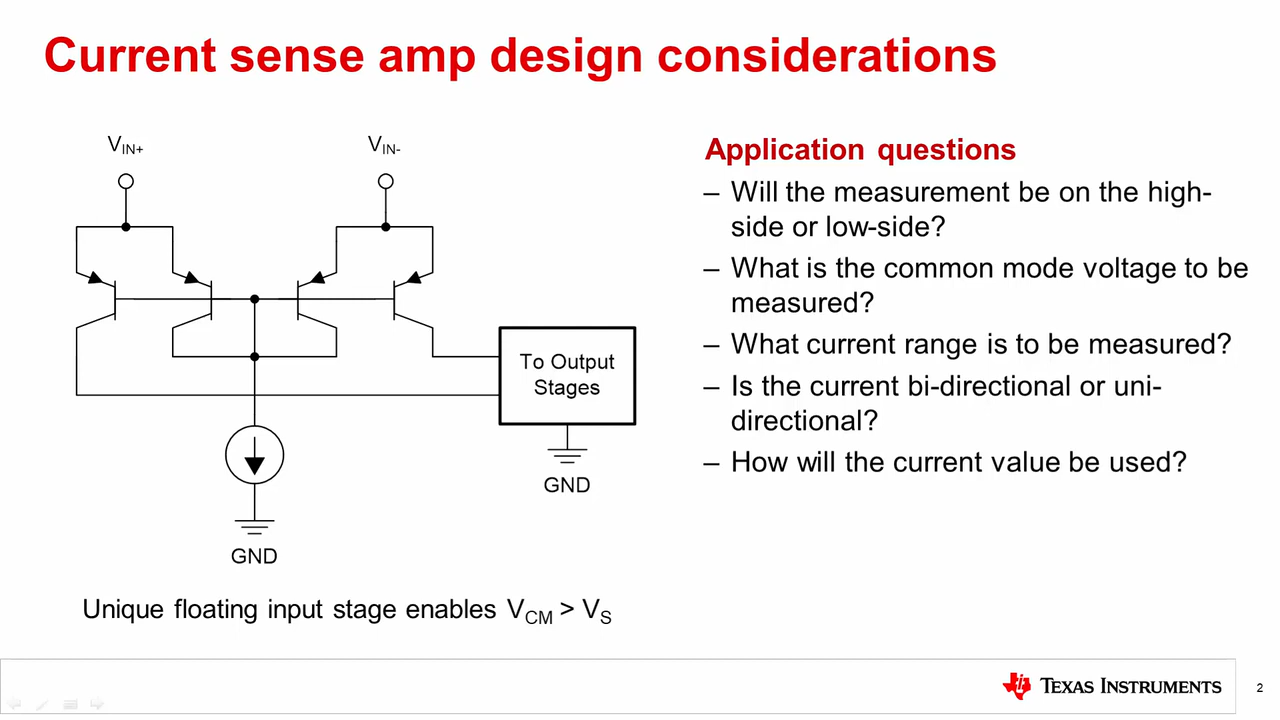 Current sense amp design considerations
V_IN+
V_IN-
To Output
Stages
GND
GND
Unique floating input stage enables V_CM > V_S
Application questions
– Will the measurement be on the high-
side or low-side?
– What is the common mode voltage to be
measured?
– What current range is to be measured?
– Is the current bi-directional or uni-
directional?
– How will the current value be used?
TEXAS INSTRUMENTS
2